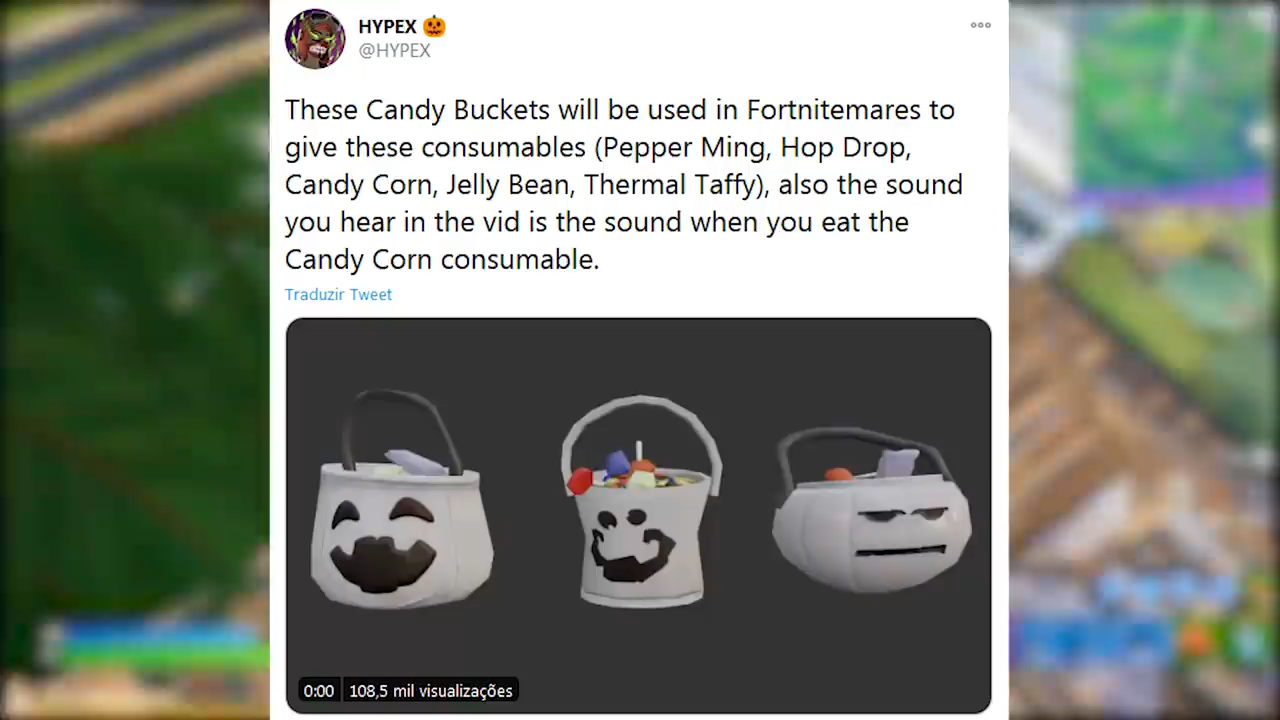 HYPEX 🎃
@HYPEX
These Candy Buckets will be used in Fortnitemares to
give these consumables (Pepper Ming, Hop Drop,
Candy Corn, Jelly Bean, Thermal Taffy), also the sound
you hear in the vid is the sound when you eat the
Candy Corn consumable.
Traduzir Tweet
0:00 108,5 mil visualizações